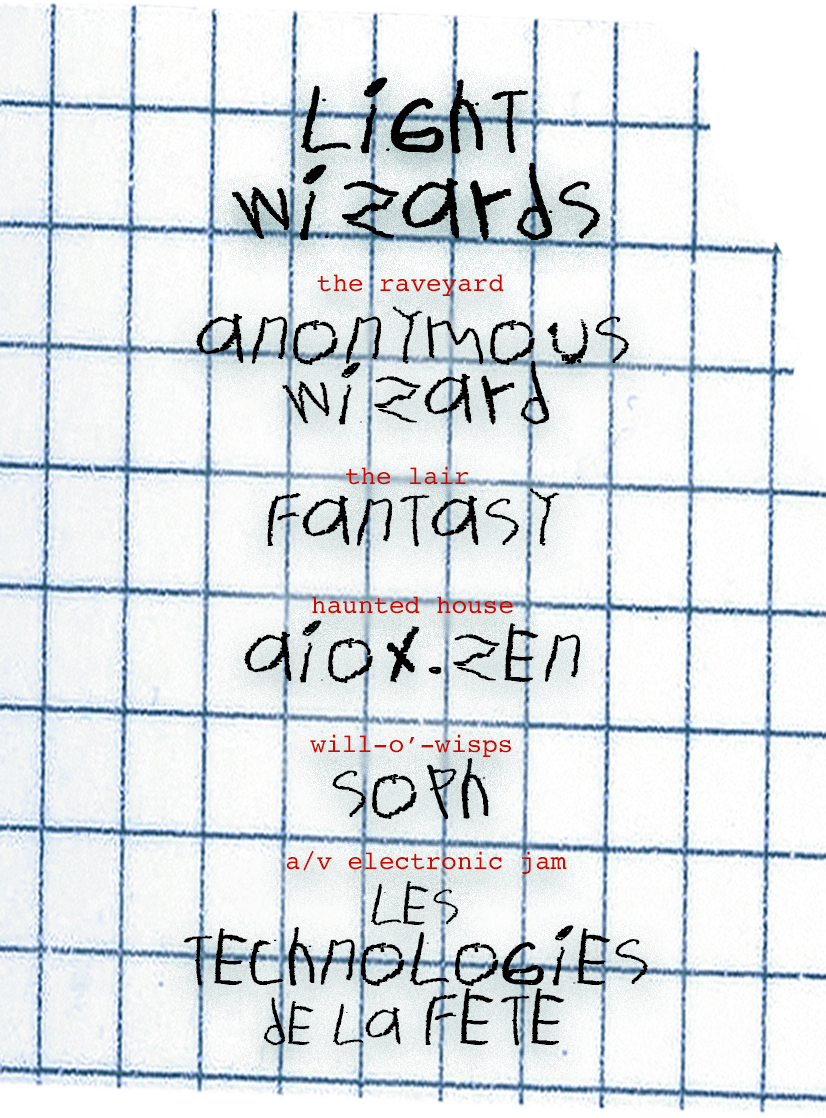 LiGhT
wizards
the raveyard
anonYmous
wizard
the lair
FanTasY
haunted house
aiox.zEn
will-o’-wisps
soPh
a/v electronic jam
LES
TEchnoLoGiES
dE La FETE